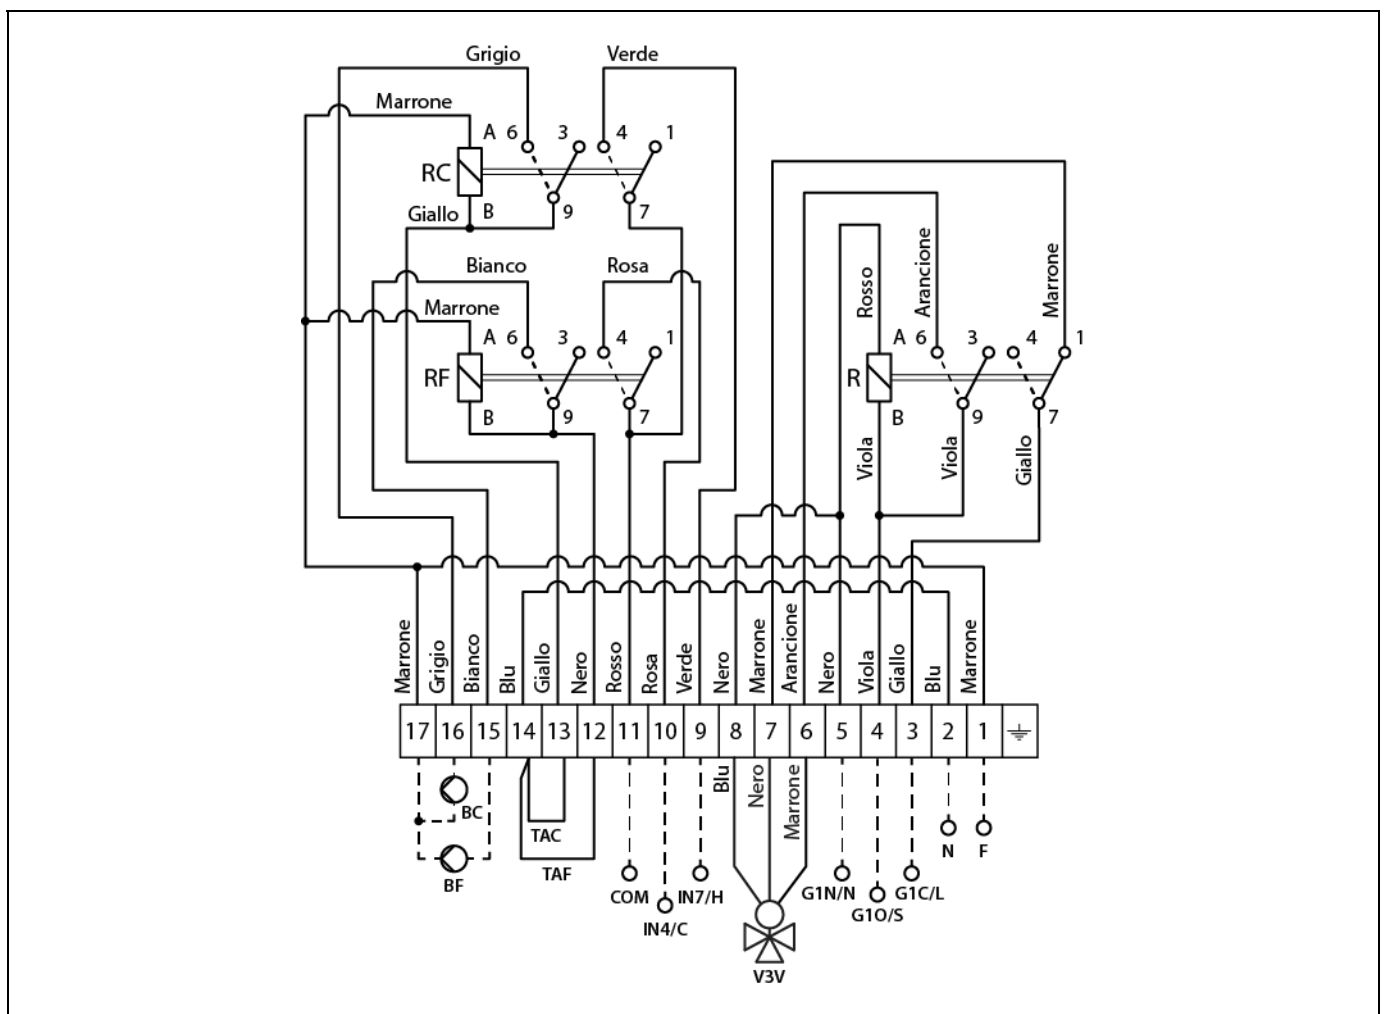 Grigio Verde
Marrone
A 6 3 4 1
RC
Giallo B 9 7
Bianco Rosa
Marrone
A 6 3 4 1
RF
B 9 7
Rosso Arancione Marrone
A 6 3 4 1
R
B 9 7
Viola Viola Giallo
Marrone Grigio Bianco Blu Giallo Nero Rosso Rosa Verde Nero Marrone Arancione Nero Viola Giallo Blu Marrone
17 16 15 14 13 12 11 10 9 8 7 6 5 4 3 2 1
Blu Nero Marrone
BC
TAC
N F
BF
TAF
COM IN7/H G1N/N G1C/L
IN4/C G1O/S
V3V